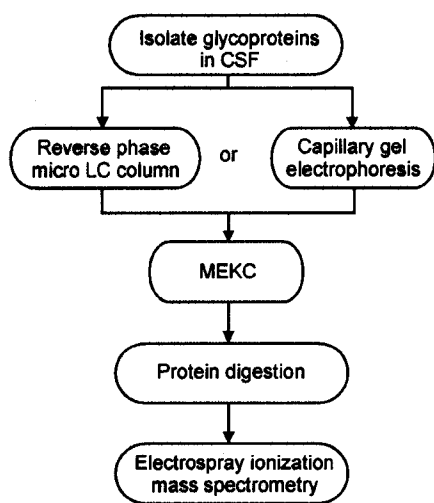 Isolate glycoproteins
in CSF
Reverse phase
micro LC column
or
Capillary gel
electrophoresis
MEKC
Protein digestion
Electrospray ionization
mass spectrometry